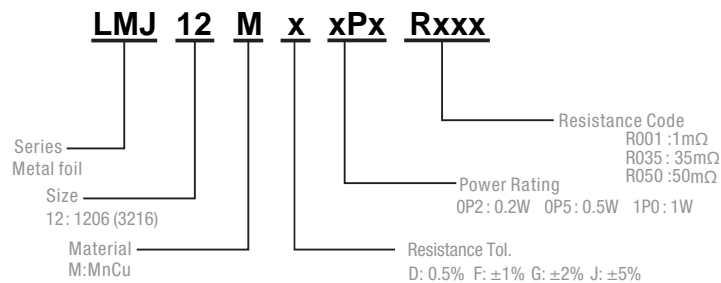 LMJ 12 M x xPx Rxxx
Series
Metal foil
Size
12: 1206 (3216)
Material
M:MnCu
Resistance Code
R001 :1mΩ
R035 : 35mΩ
R050 :50mΩ
Power Rating
0P2 : 0.2W 0P5 : 0.5W 1P0 : 1W
Resistance Tol.
D: 0.5% F: ±1% G: ±2% J: ±5%